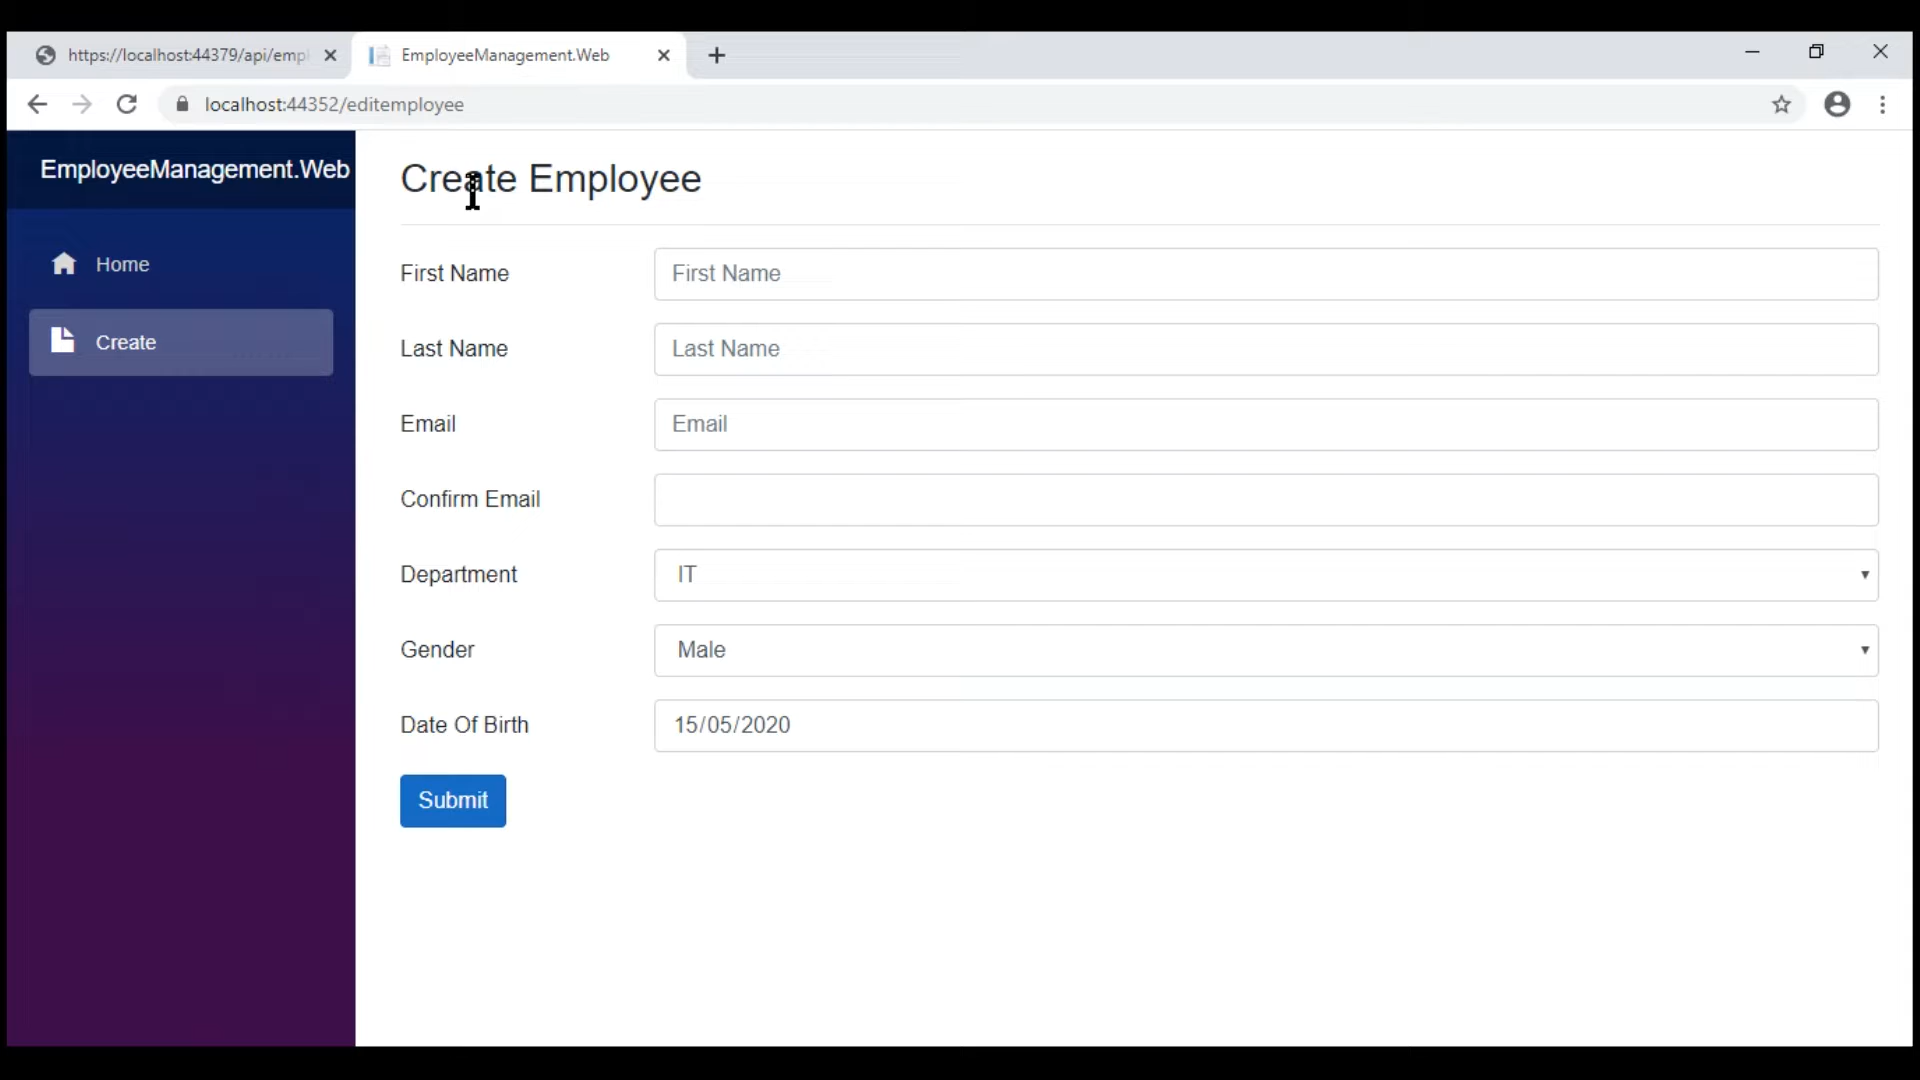 https://localhost:44379/api/emp
EmployeeManagement.Web
localhost:44352/editemployee
EmployeeManagement.Web
Home
Create
Create Employee
First Name
First Name
Last Name
Last Name
Email
Email
Confirm Email
Department
IT
Gender
Male
Date Of Birth
15/05/2020
Submit